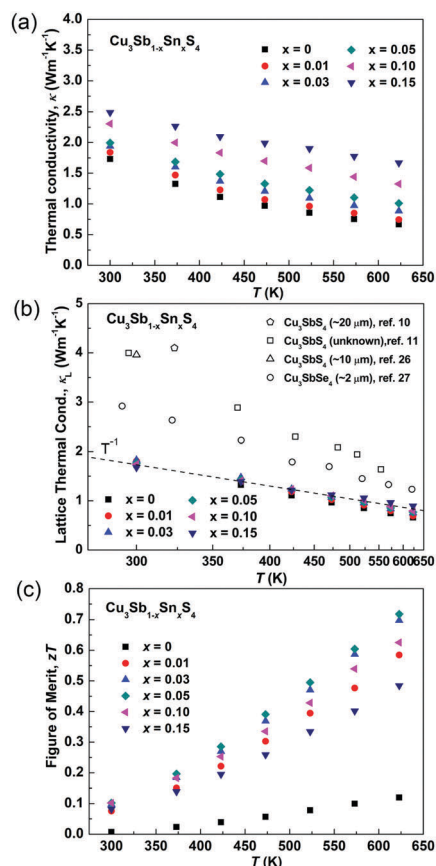 (a)
Cu3Sb1-xSnxS4
x = 0
x = 0.05
x = 0.01
x = 0.10
x = 0.03
x = 0.15
Thermal conductivity, κ (Wm-1K-1)
4.0
3.5
3.0
2.5
2.0
1.5
1.0
0.5
0.0
300 350 400 450 500 550 600 650
T (K)
(b)
Cu3Sb1-xSnxS4
Cu3SbS4 (~20 μm), ref. 10
Cu3SbS4 (unknown),ref. 11
Cu3SbS4 (~10 μm), ref. 26
Cu3SbSe4 (~2 μm), ref. 27
T-1
Lattice Thermal Cond., κL (Wm-1K-1)
5
4
3
2
1
0
x = 0
x = 0.05
x = 0.01
x = 0.10
x = 0.03
x = 0.15
300 350 400 450 500 550 600 650
T (K)
(c)
Cu3Sb1-xSnxS4
x = 0
x = 0.01
x = 0.03
x = 0.05
x = 0.10
x = 0.15
Figure of Merit, zT
0.8
0.7
0.6
0.5
0.4
0.3
0.2
0.1
0.0
300 350 400 450 500 550 600 650
T (K)